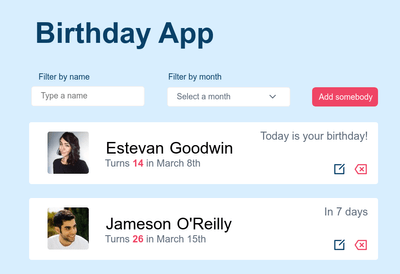 Birthday App
Filter by name
Filter by month
Type a name
Select a month
Add somebody
Today is your birthday!
Estevan Goodwin
Turns 14 in March 8th
In 7 days
Jameson O'Reilly
Turns 26 in March 15th